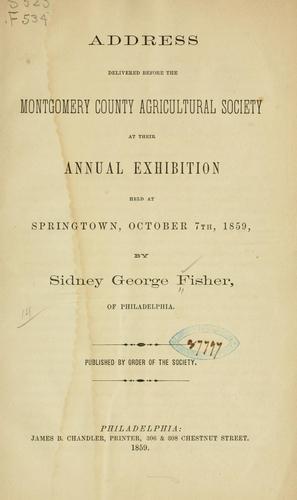 S 523
.F 534
ADDRESS
DELIVERED BEFORE THE
MONTGOMERY COUNTY AGRICULTURAL SOCIETY
AT THEIR
ANNUAL EXHIBITION
HELD AT
SPRINGTOWN, OCTOBER 7TH, 1859,
BY
Sidney George Fisher,
OF PHILADELPHIA.
PUBLISHED BY ORDER OF THE SOCIETY.
PHILADELPHIA:
JAMES B. CHANDLER, PRINTER, 306 & 308 CHESTNUT STREET.
1859.